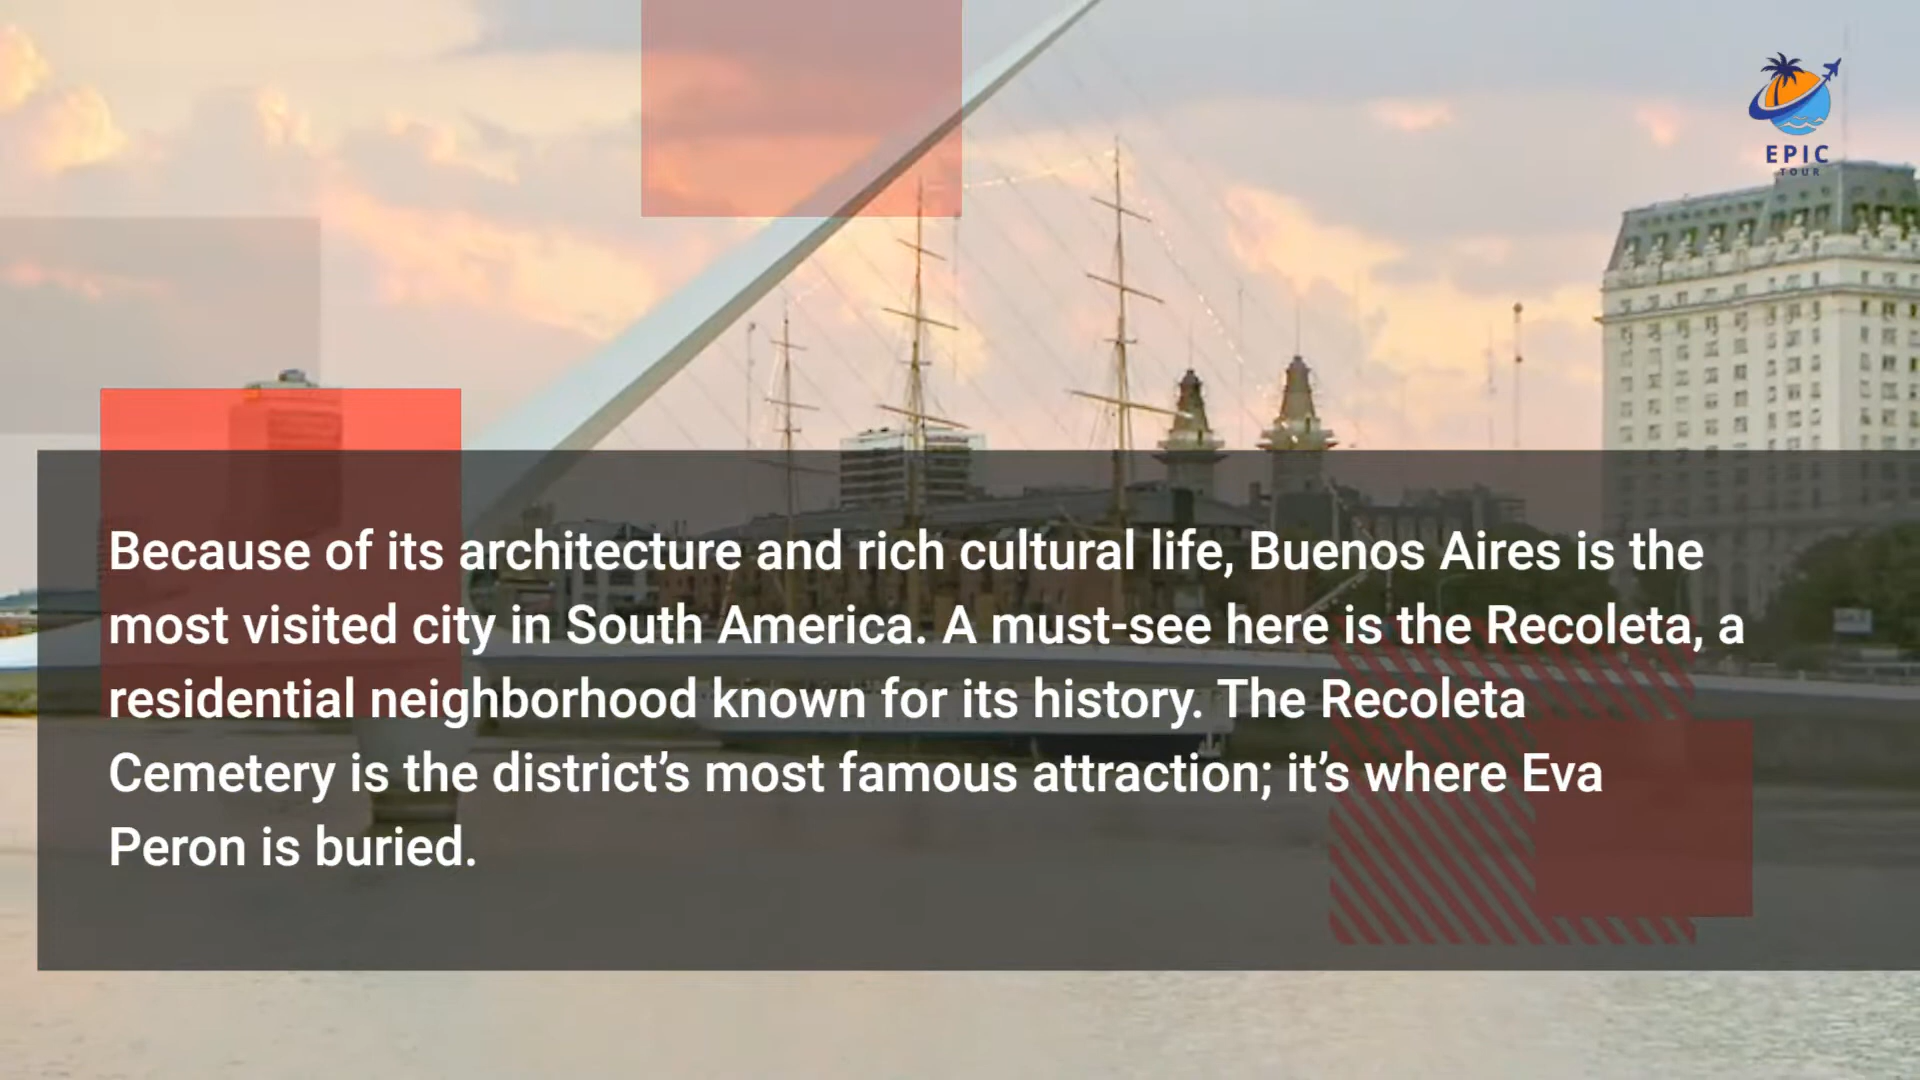 EPIC
TOUR
Because of its architecture and rich cultural life, Buenos Aires is the
most visited city in South America. A must-see here is the Recoleta, a
residential neighborhood known for its history. The Recoleta
Cemetery is the district’s most famous attraction; it’s where Eva
Peron is buried.